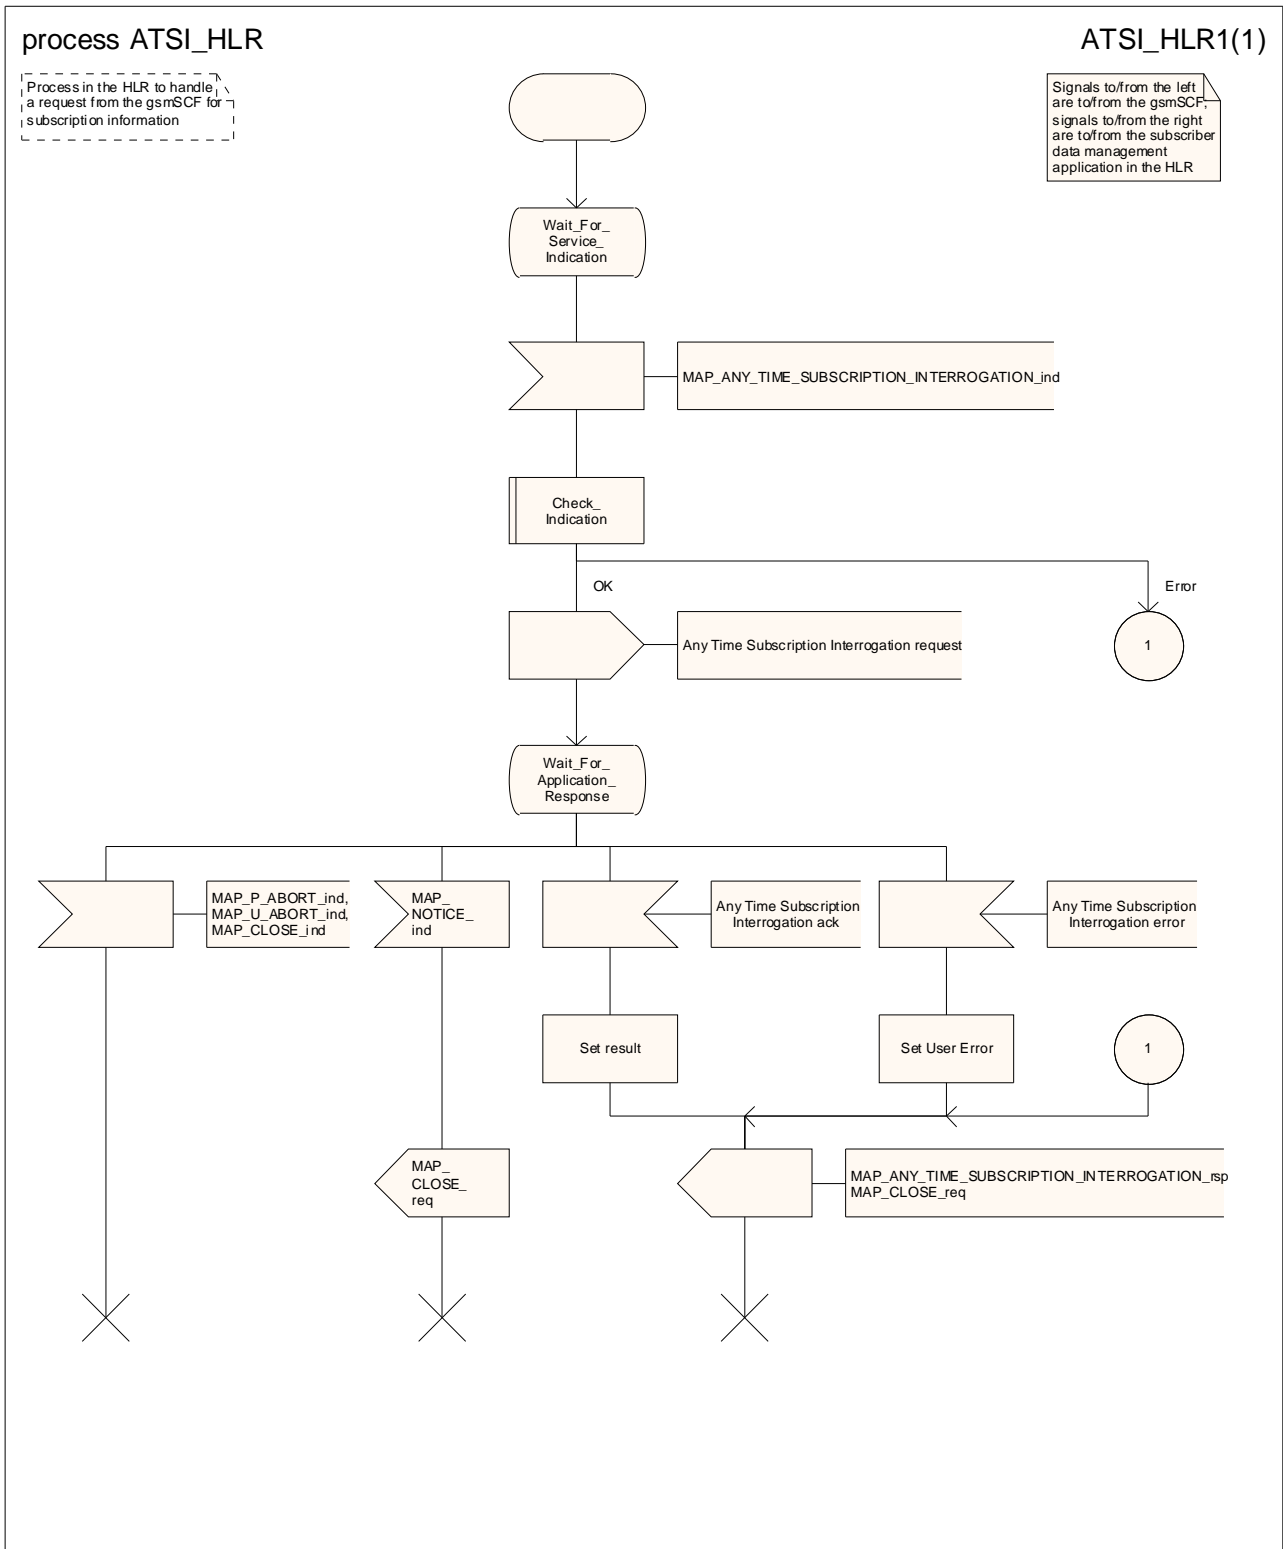 process ATSI_HLR
ATSI_HLR1(1)
Process in the HLR to handle
a request from the gsmSCF for
subscription information
Signals to/from the left
are to/from the gsmSCF;
signals to/from the right
are to/from the subscriber
data management
application in the HLR
Wait_For_
Service_
Indication
MAP_ANY_TIME_SUBSCRIPTION_INTERROGATION_ind
Check_
Indication
OK
Error
Any Time Subscription Interrogation request
1
Wait_For_
Application_
Response
MAP_P_ABORT_ind,
MAP_U_ABORT_ind,
MAP_CLOSE_ind
MAP_
NOTICE_
ind
Any Time Subscription
Interrogation ack
Any Time Subscription
Interrogation error
Set result
Set User Error
1
MAP_
CLOSE_
req
MAP_ANY_TIME_SUBSCRIPTION_INTERROGATION_rsp
MAP_CLOSE_req